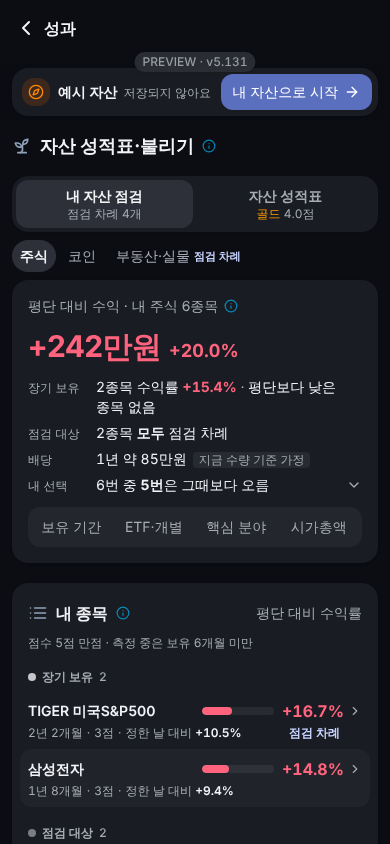 성과
PREVIEW · v5.131
예시 자산 저장되지 않아요 내 자산으로 시작
자산 성적표·불리기
내 자산 점검 자산 성적표
점검 차례 4개 골드 4.0점
주식 코인 부동산·실물 점검 차례
평단 대비 수익 · 내 주식 6종목
+242만원 +20.0%
장기 보유 2종목 수익률 +15.4% · 평단보다 낮은
종목 없음
점검 대상 2종목 모두 점검 차례
배당 1년 약 85만원 지금 수량 기준 가정
내 선택 6번 중 5번은 그때보다 오름
보유 기간 ETF·개별 핵심 분야 시가총액
내 종목 평단 대비 수익률
점수 5점 만점 · 측정 중은 보유 6개월 미만
장기 보유 2
TIGER 미국S&P500 +16.7%
2년 2개월 · 3점 · 정한 날 대비 +10.5% 점검 차례
삼성전자 +14.8%
1년 8개월 · 3점 · 정한 날 대비 +9.4%
점검 대상 2